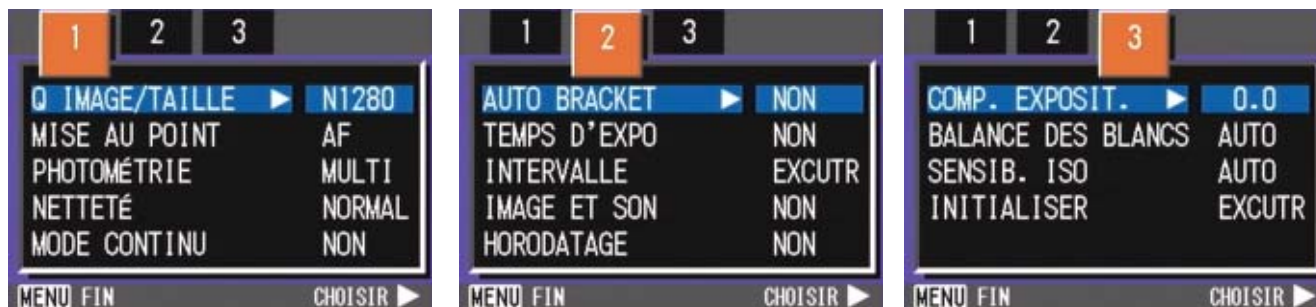 1 2 3
Q IMAGE/TAILLE ▶ N1280
MISE AU POINT AF
PHOTOMÉTRIE MULTI
NETTETÉ NORMAL
MODE CONTINU NON
MENU FIN CHOISIR ▶
1 2 3
AUTO BRACKET ▶ NON
TEMPS D'EXPO NON
INTERVALLE EXCUTR
IMAGE ET SON NON
HORODATAGE NON
MENU FIN CHOISIR ▶
1 2 3
COMP. EXPOSIT. ▶ 0.0
BALANCE DES BLANCS AUTO
SENSIB. ISO AUTO
INITIALISER EXCUTR
MENU FIN CHOISIR ▶